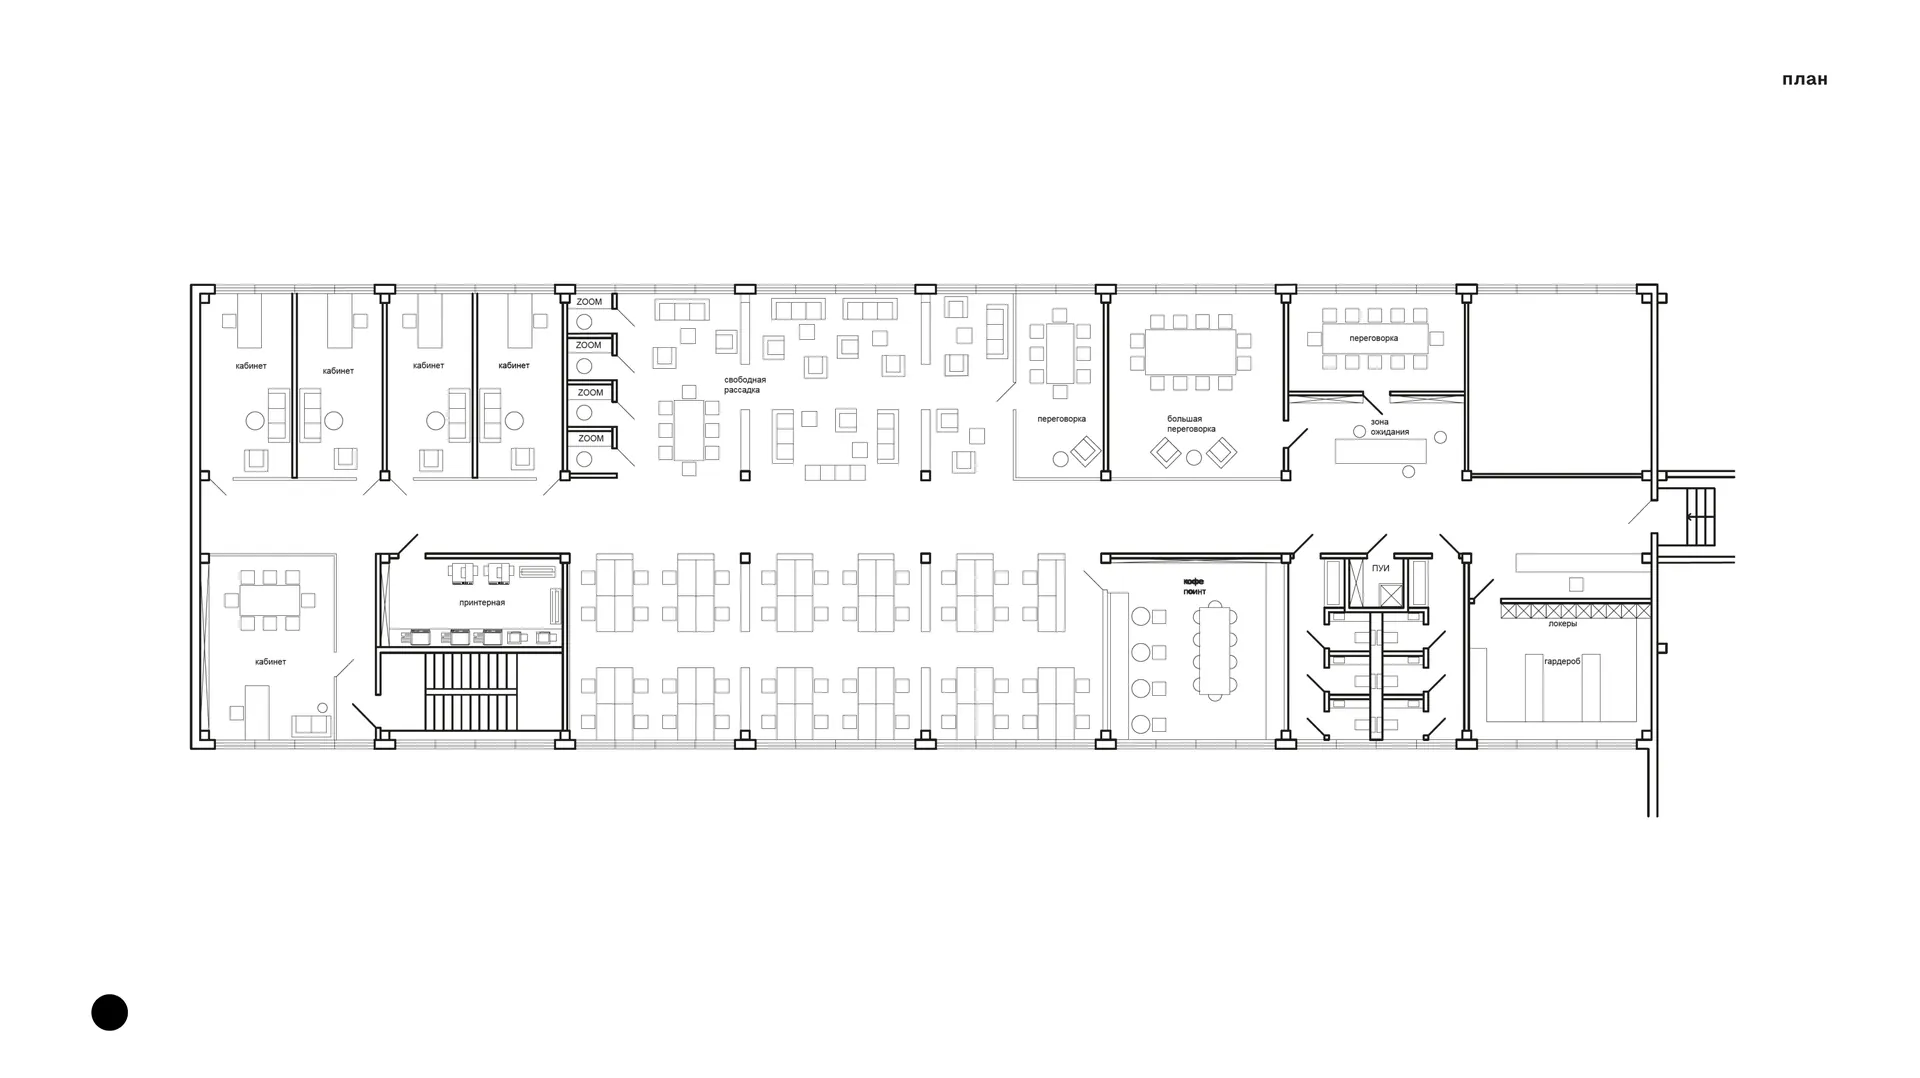 план
ZOOM
ZOOM
ZOOM
ZOOM
кабинет
кабинет
кабинет
кабинет
свободная
рассадка
переговорка
большая
переговорка
переговорка
зона
ожидания
кабинет
принтерная
кофе
поинт
ПУИ
локеры
гардероб